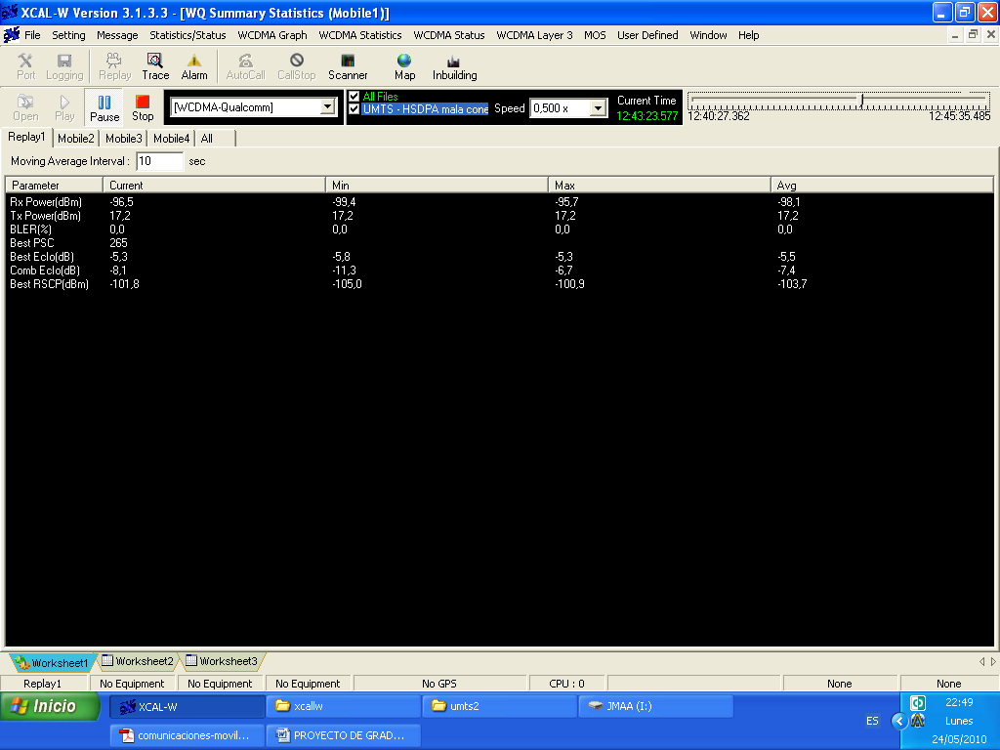 XCAL-W Version 3.1.3.3 - [WQ Summary Statistics (Mobile1)]
File Setting Message Statistics/Status WCDMA Graph WCDMA Statistics WCDMA Status WCDMA Layer 3 MOS User Defined Window Help
Port Logging Replay Trace Alarm AutoCall CallStop Scanner Map Inbuilding
Open Play Pause Stop [WCDMA-Qualcomm] All Files Speed 0,500 x Current Time
UMTS - HSDPA mala cone 12:43:23.577 12:40:27.362 12:45:35.485
Replay1 Mobile2 Mobile3 Mobile4 All
Moving Average Interval : 10 sec
Parameter Current Min Max Avg
Rx Power(dBm) -96,5 -99,4 -95,7 -98,1
Tx Power(dBm) 17,2 17,2 17,2 17,2
BLER(%) 0,0 0,0 0,0 0,0
Best PSC 265
Best EcIo(dB) -5,3 -5,8 -5,3 -5,5
Comb EcIo(dB) -8,1 -11,3 -6,7 -7,4
Best RSCP(dBm) -101,8 -105,0 -100,9 -103,7
Worksheet1 Worksheet2 Worksheet3
Replay1 No Equipment No Equipment No Equipment No GPS CPU : 0 None None
Inicio XCAL-W xcallw umts2 JMAA (I:) 22:49
ES Lunes
comunicaciones-movil... PROYECTO DE GRAD... 24/05/2010